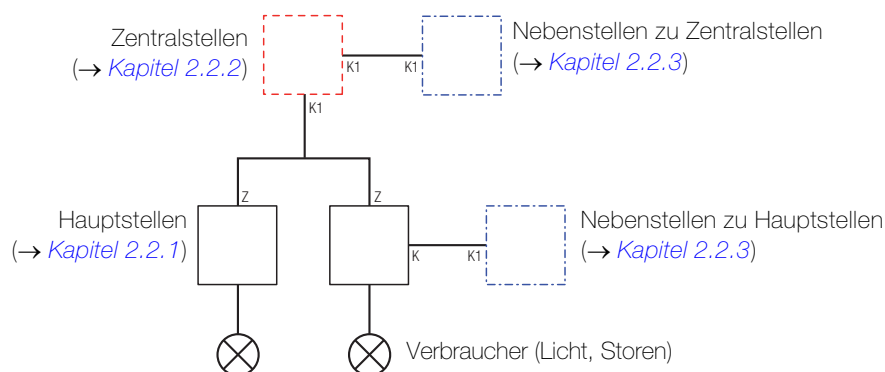 Zentralstellen
(→ Kapitel 2.2.2)
Nebenstellen zu Zentralstellen
(→ Kapitel 2.2.3)
K1
K1
K1
Z
Z
Hauptstellen
(→ Kapitel 2.2.1)
Nebenstellen zu Hauptstellen
(→ Kapitel 2.2.3)
K
K1
Verbraucher (Licht, Storen)